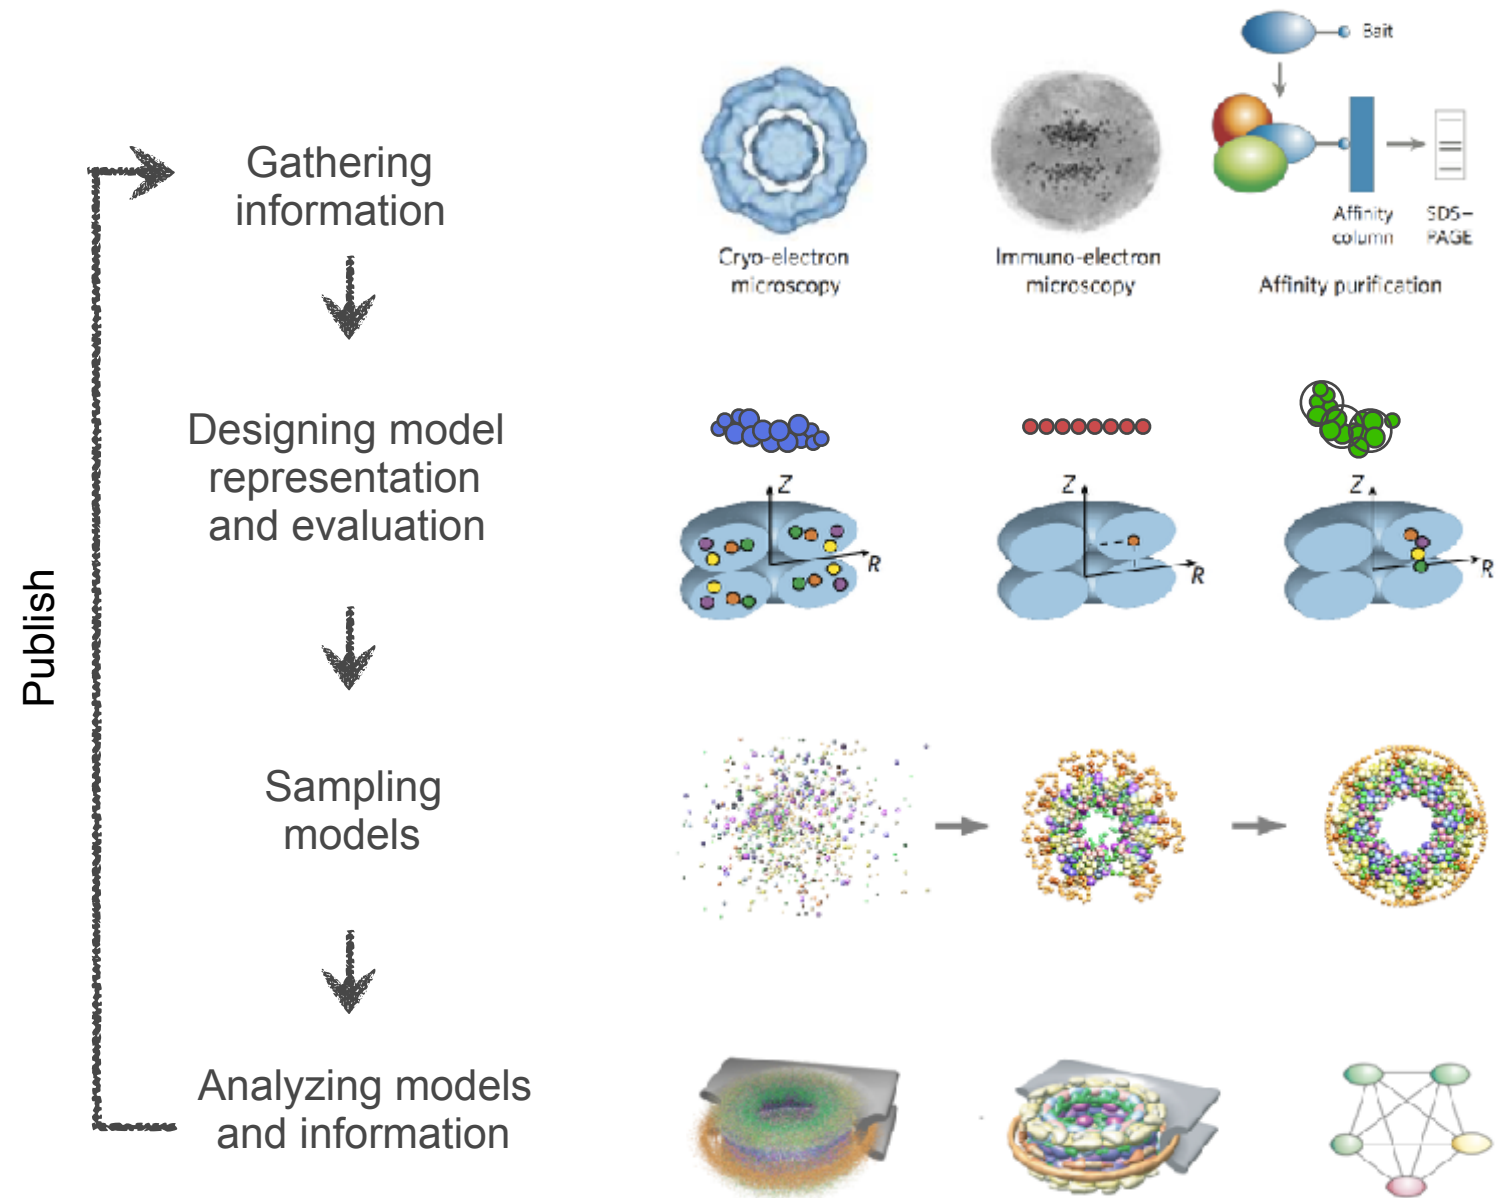 Bait
Gathering
information
Affinity
column
SDS–
PAGE
Cryo-electron
microscopy
Immuno-electron
microscopy
Affinity purification
Designing model
representation
and evaluation
Z
R
Z
R
Z
R
Publish
Sampling
models
Analyzing models
and information